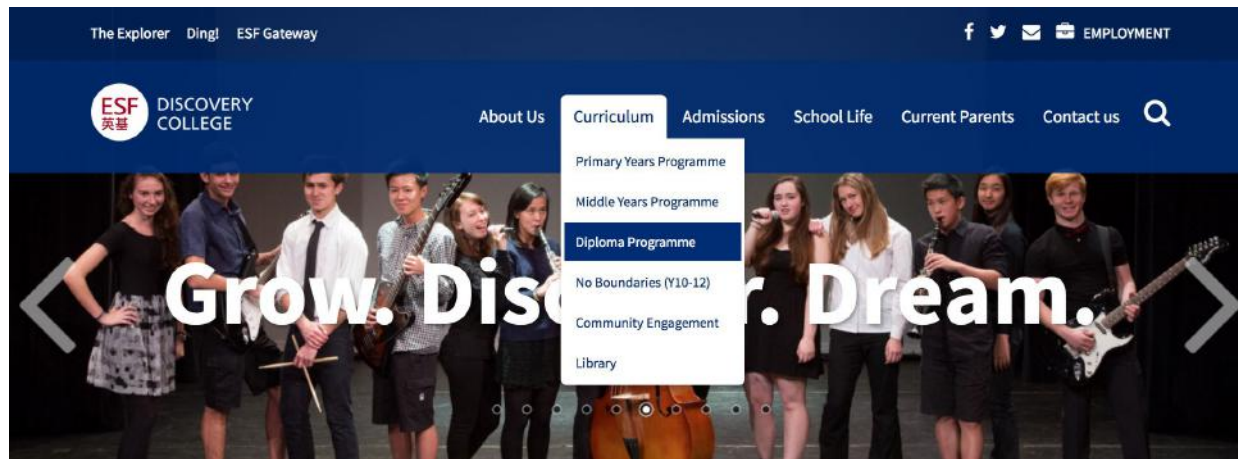 The Explorer Ding! ESF Gateway
f EMPLOYMENT
ESF
英基
DISCOVERY
COLLEGE
About Us Curriculum Admissions School Life Current Parents Contact us
Primary Years Programme
Middle Years Programme
Diploma Programme
No Boundaries (Y10-12)
Community Engagement
Library
Grow. Disc r. Dream.